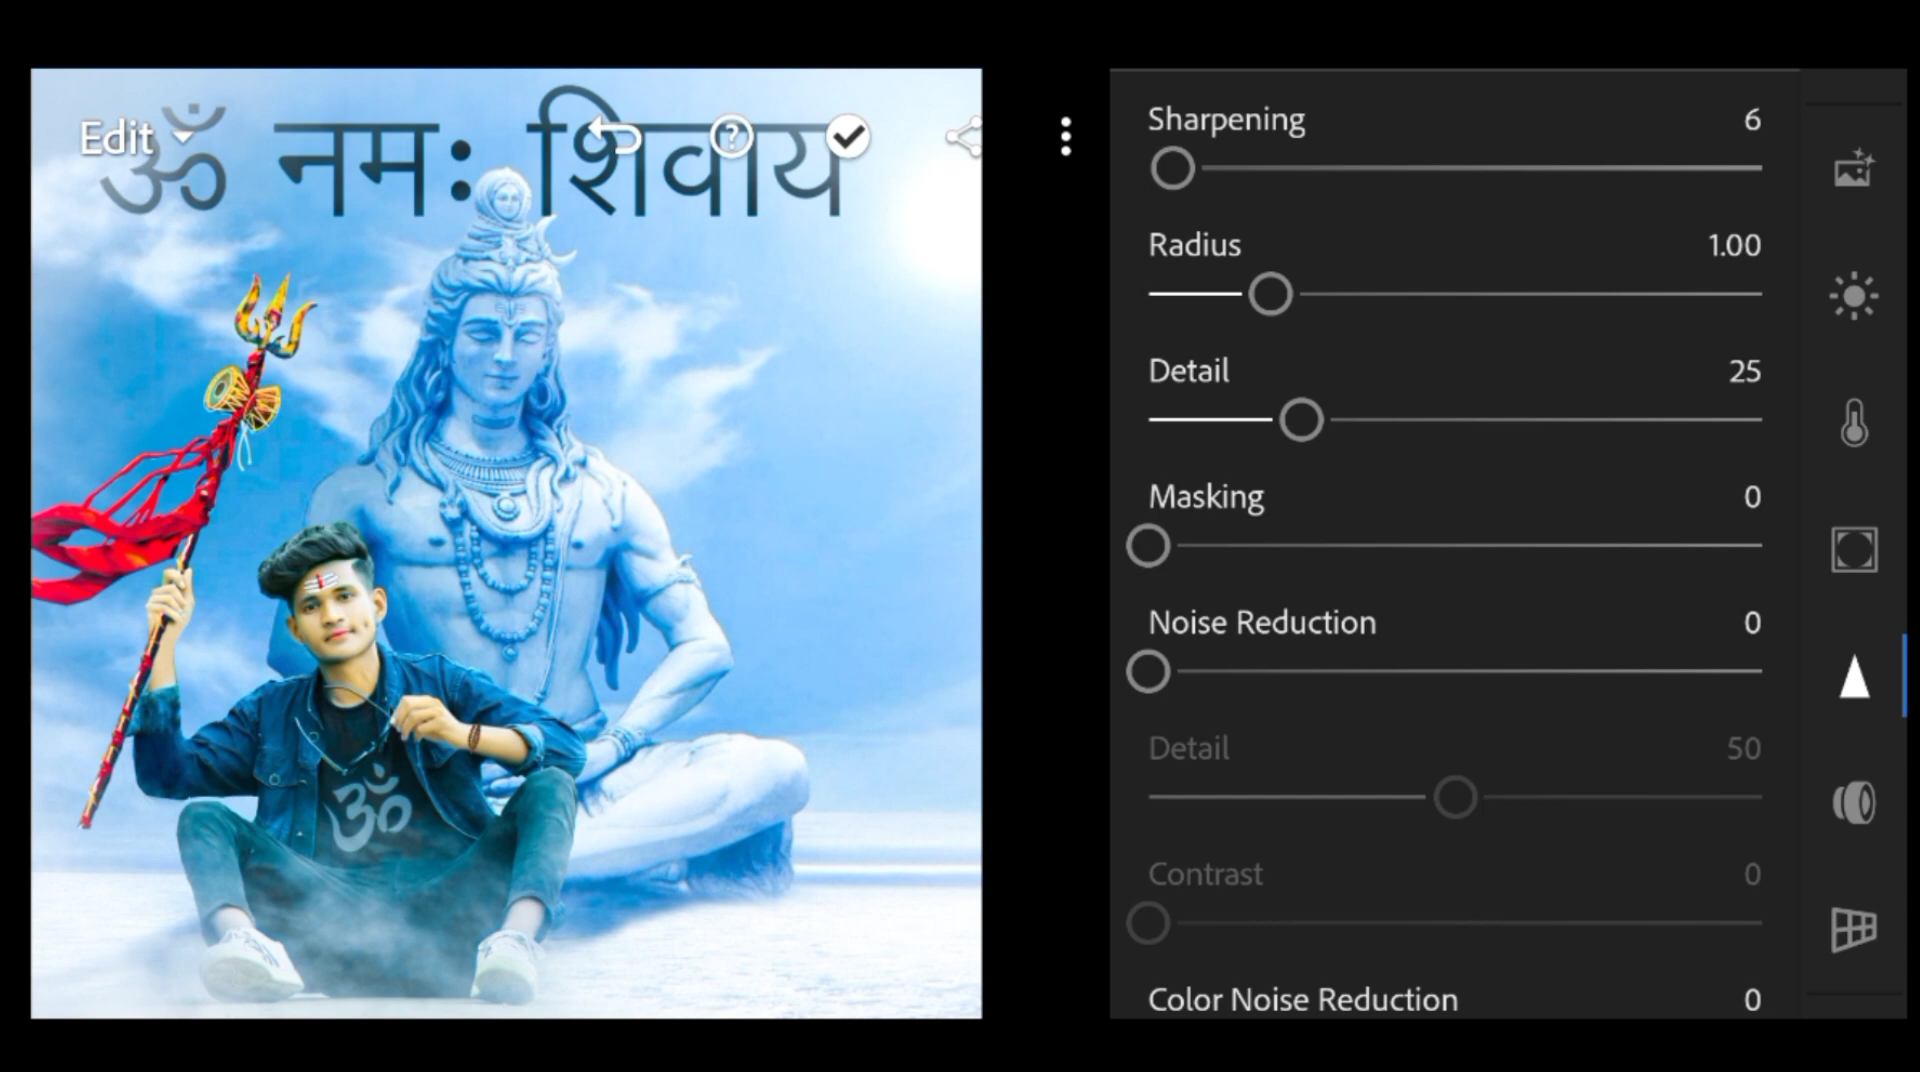 Edit
ॐ नमः शिवाय
ॐ
Sharpening 6
Radius 1.00
Detail 25
Masking 0
Noise Reduction 0
Detail 50
Contrast 0
Color Noise Reduction 0